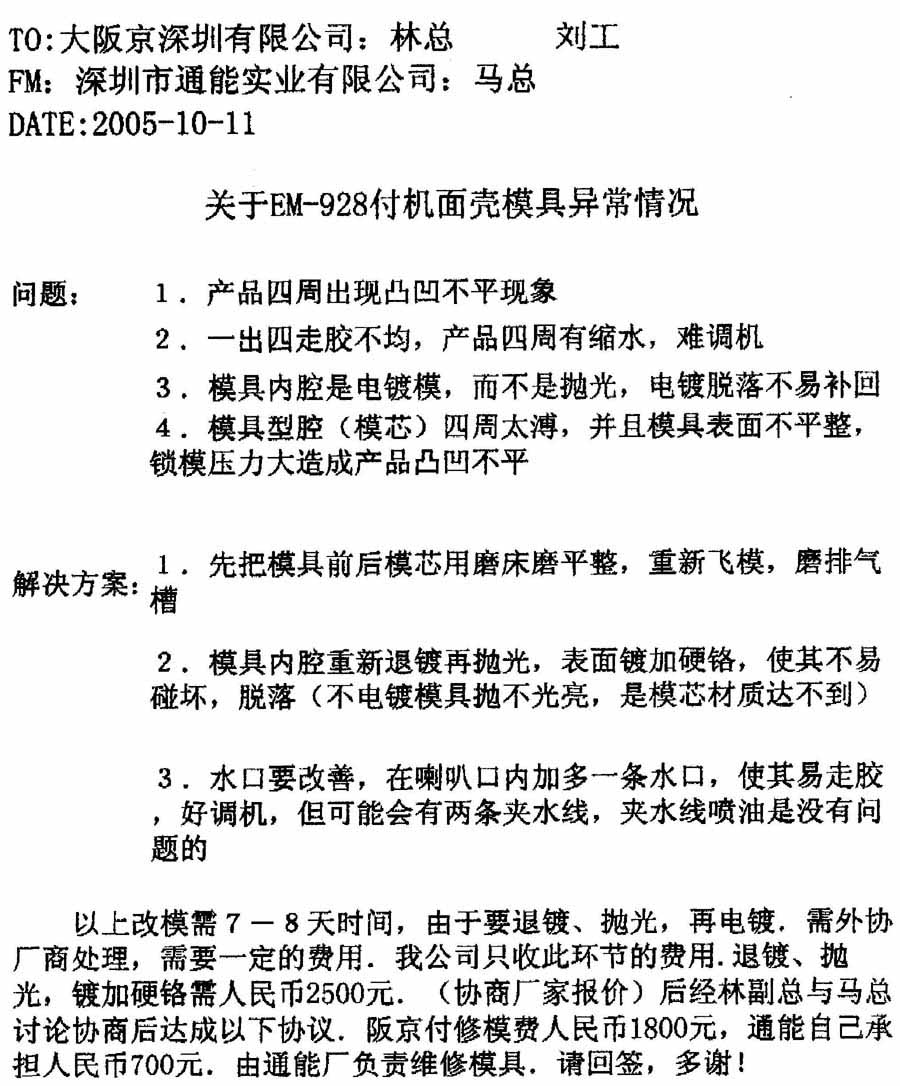 TO:大阪京深圳有限公司：林总 刘工
FM：深圳市通能实业有限公司：马总
DATE:2005-10-11
关于EM-928付机面壳模具异常情况
问题： 1．产品四周出现凸凹不平现象
2．一出四走胶不均，产品四周有缩水，难调机
3．模具内腔是电镀模，而不是抛光，电镀脱落不易补回
4．模具型腔（模芯）四周太溥，并且模具表面不平整，
锁模压力大造成产品凸凹不平
解决方案： 1．先把模具前后模芯用磨床磨平整，重新飞模，磨排气
槽
2．模具内腔重新退镀再抛光，表面镀加硬铬，使其不易
碰坏，脱落（不电镀模具抛不光亮，是模芯材质达不到）
3．水口要改善，在喇叭口内加多一条水口，使其易走胶
，好调机，但可能会有两条夹水线，夹水线喷油是没有问
题的
以上改模需７－８天时间，由于要退镀、抛光，再电镀．需外协
厂商处理，需要一定的费用．我公司只收此环节的费用.退镀、抛
光，镀加硬铬需人民币2500元．（协商厂家报价）后经林副总与马总
讨论协商后达成以下协议．阪京付修模费人民币1800元，通能自己承
担人民币700元．由通能厂负责维修模具．请回签，多谢！